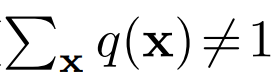 ∑ₓ q(𝐱) ≠ 1